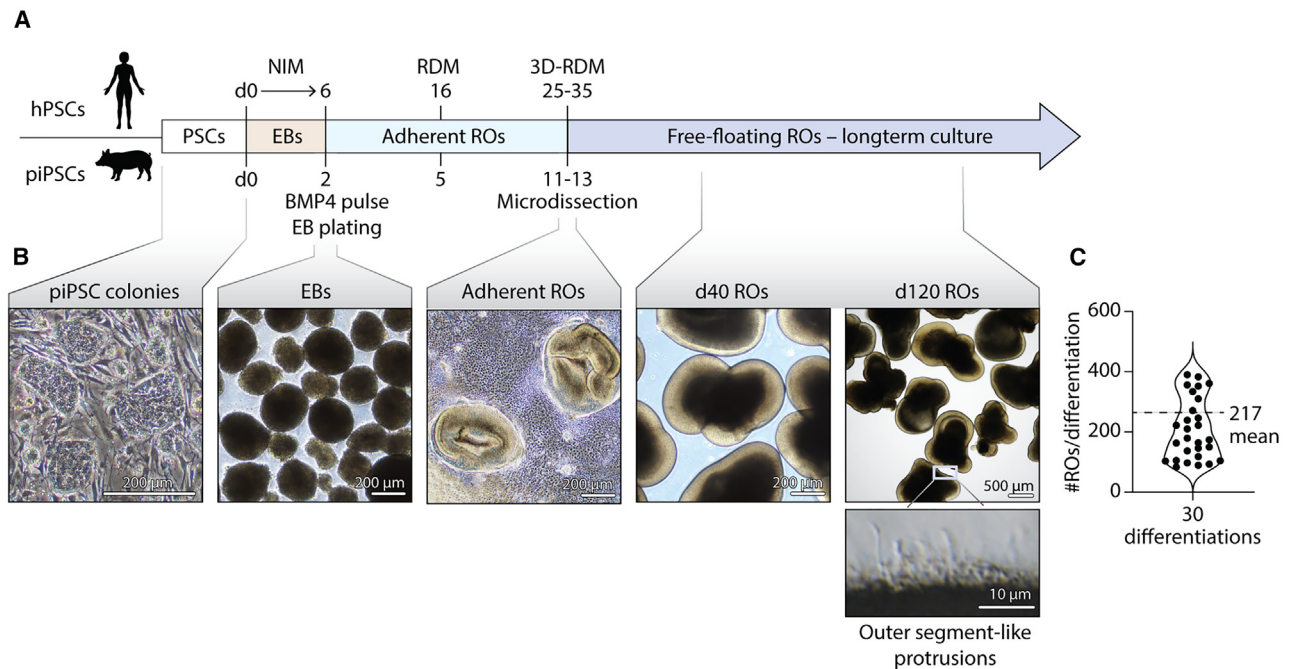 A
NIM
RDM
3D-RDM
d0
6
16
25-35
hPSCs
PSCs
EBs
Adherent ROs
Free-floating ROs – longterm culture
piPSCs
d0
2
5
11-13
BMP4 pulse
EB plating
Microdissection
B
piPSC colonies
EBs
Adherent ROs
d40 ROs
d120 ROs
200 µm
200 µm
200 µm
200 µm
500 µm
10 µm
Outer segment-like
protrusions
C
#ROs/differentiation
600
400
200
0
217
mean
30
differentiations